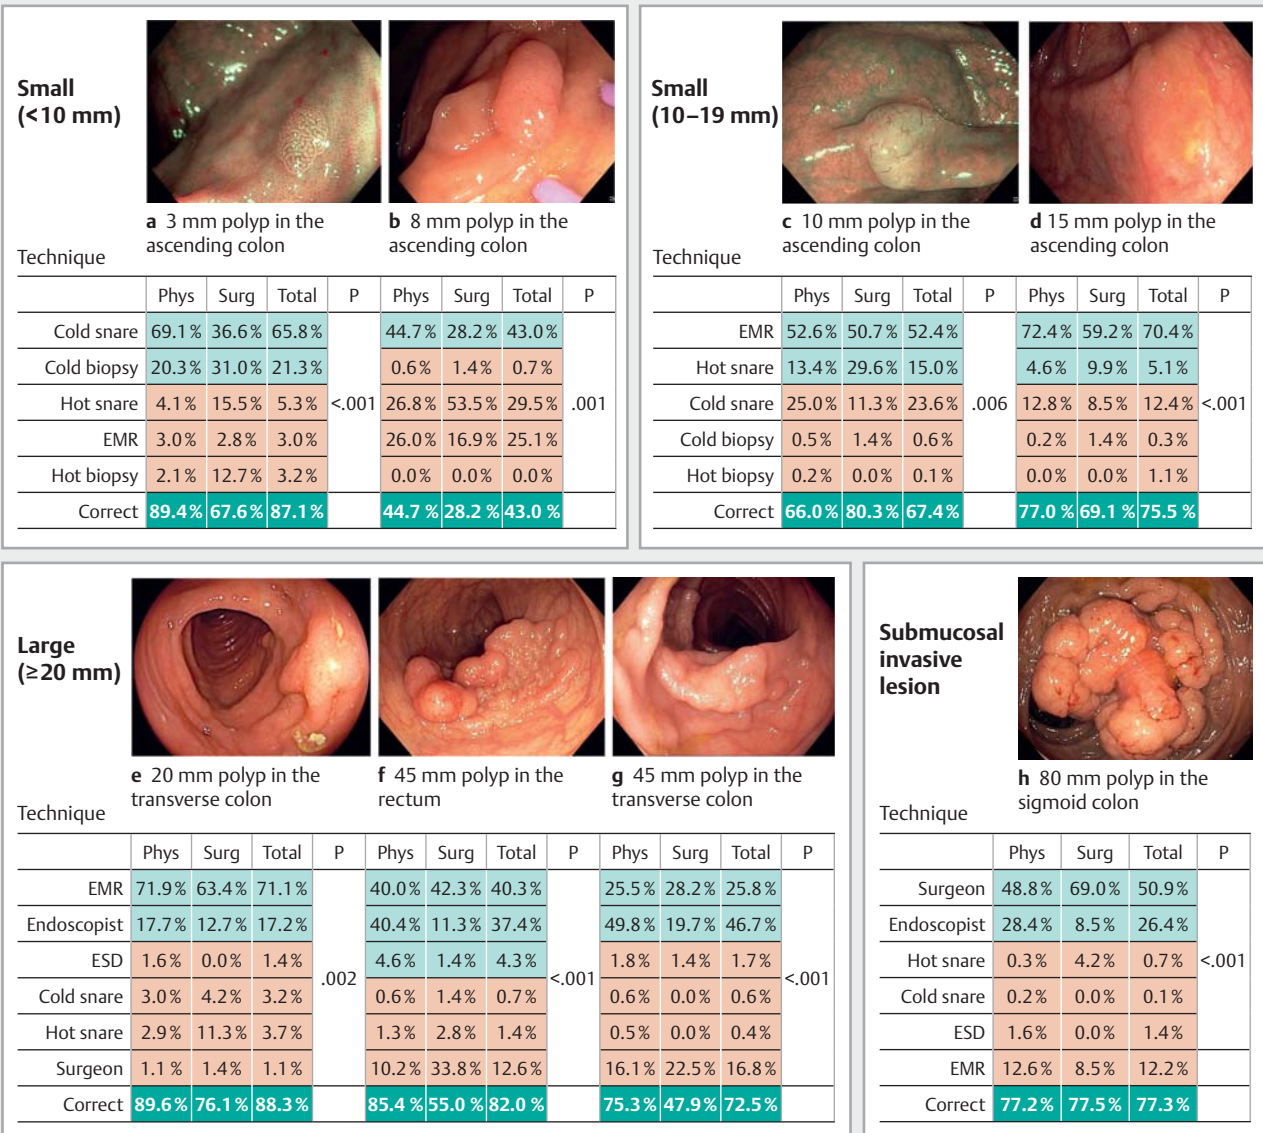 Small
(<10 mm)
a 3 mm polyp in the
ascending colon
b 8 mm polyp in the
ascending colon
Technique
Phys Surg Total P Phys Surg Total P
Cold snare 69.1% 36.6% 65.8% 44.7% 28.2% 43.0%
Cold biopsy 20.3% 31.0% 21.3% 0.6% 1.4% 0.7%
Hot snare 4.1% 15.5% 5.3% <.001 26.8% 53.5% 29.5% .001
EMR 3.0% 2.8% 3.0% 26.0% 16.9% 25.1%
Hot biopsy 2.1% 12.7% 3.2% 0.0% 0.0% 0.0%
Correct 89.4% 67.6% 87.1% 44.7% 28.2% 43.0%
Small
(10–19 mm)
c 10 mm polyp in the
ascending colon
d 15 mm polyp in the
ascending colon
Technique
Phys Surg Total P Phys Surg Total P
EMR 52.6% 50.7% 52.4% 72.4% 59.2% 70.4%
Hot snare 13.4% 29.6% 15.0% 4.6% 9.9% 5.1%
Cold snare 25.0% 11.3% 23.6% .006 12.8% 8.5% 12.4% <.001
Cold biopsy 0.5% 1.4% 0.6% 0.2% 1.4% 0.3%
Hot biopsy 0.2% 0.0% 0.1% 0.0% 0.0% 1.1%
Correct 66.0% 80.3% 67.4% 77.0% 69.1% 75.5%
Large
(≥20 mm)
e 20 mm polyp in the
transverse colon
f 45 mm polyp in the
rectum
g 45 mm polyp in the
transverse colon
Technique
Phys Surg Total P Phys Surg Total P Phys Surg Total P
EMR 71.9% 63.4% 71.1% 40.0% 42.3% 40.3% 25.5% 28.2% 25.8%
Endoscopist 17.7% 12.7% 17.2% 40.4% 11.3% 37.4% 49.8% 19.7% 46.7%
ESD 1.6% 0.0% 1.4% 4.6% 1.4% 4.3% 1.8% 1.4% 1.7%
.002 <.001 <.001
Cold snare 3.0% 4.2% 3.2% 0.6% 1.4% 0.7% 0.6% 0.0% 0.6%
Hot snare 2.9% 11.3% 3.7% 1.3% 2.8% 1.4% 0.5% 0.0% 0.4%
Surgeon 1.1% 1.4% 1.1% 10.2% 33.8% 12.6% 16.1% 22.5% 16.8%
Correct 89.6% 76.1% 88.3% 85.4% 55.0% 82.0% 75.3% 47.9% 72.5%
Submucosal
invasive
lesion
h 80 mm polyp in the
sigmoid colon
Technique
Phys Surg Total P
Surgeon 48.8% 69.0% 50.9%
Endoscopist 28.4% 8.5% 26.4%
Hot snare 0.3% 4.2% 0.7% <.001
Cold snare 0.2% 0.0% 0.1%
ESD 1.6% 0.0% 1.4%
EMR 12.6% 8.5% 12.2%
Correct 77.2% 77.5% 77.3%